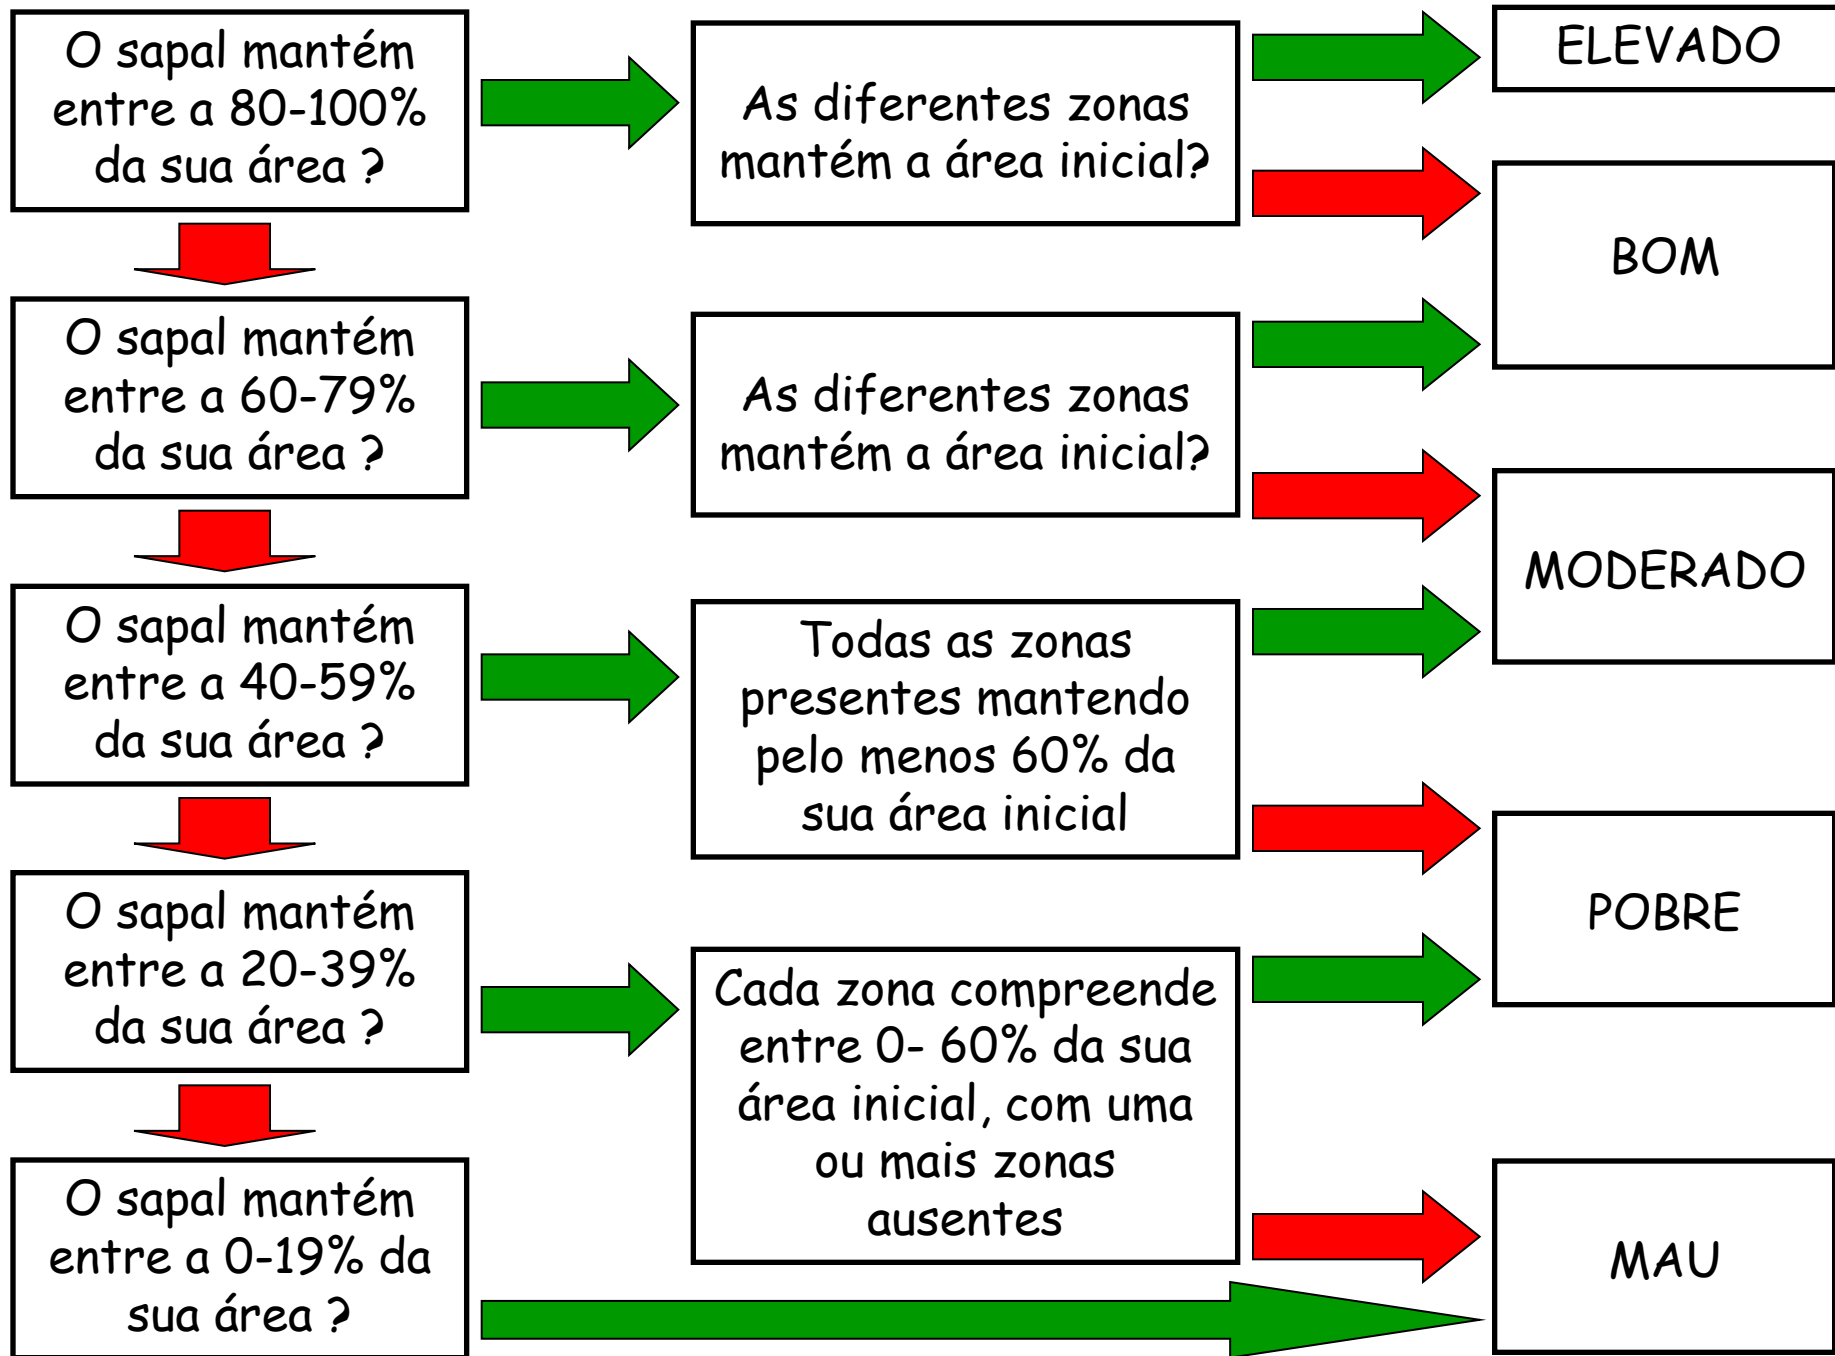 O sapal mantém
entre a 80-100%
da sua área ?
As diferentes zonas
mantém a área inicial?
ELEVADO
BOM
O sapal mantém
entre a 60-79%
da sua área ?
As diferentes zonas
mantém a área inicial?
MODERADO
O sapal mantém
entre a 40-59%
da sua área ?
Todas as zonas
presentes mantendo
pelo menos 60% da
sua área inicial
POBRE
O sapal mantém
entre a 20-39%
da sua área ?
Cada zona compreende
entre 0- 60% da sua
área inicial, com uma
ou mais zonas
ausentes
MAU
O sapal mantém
entre a 0-19% da
sua área ?